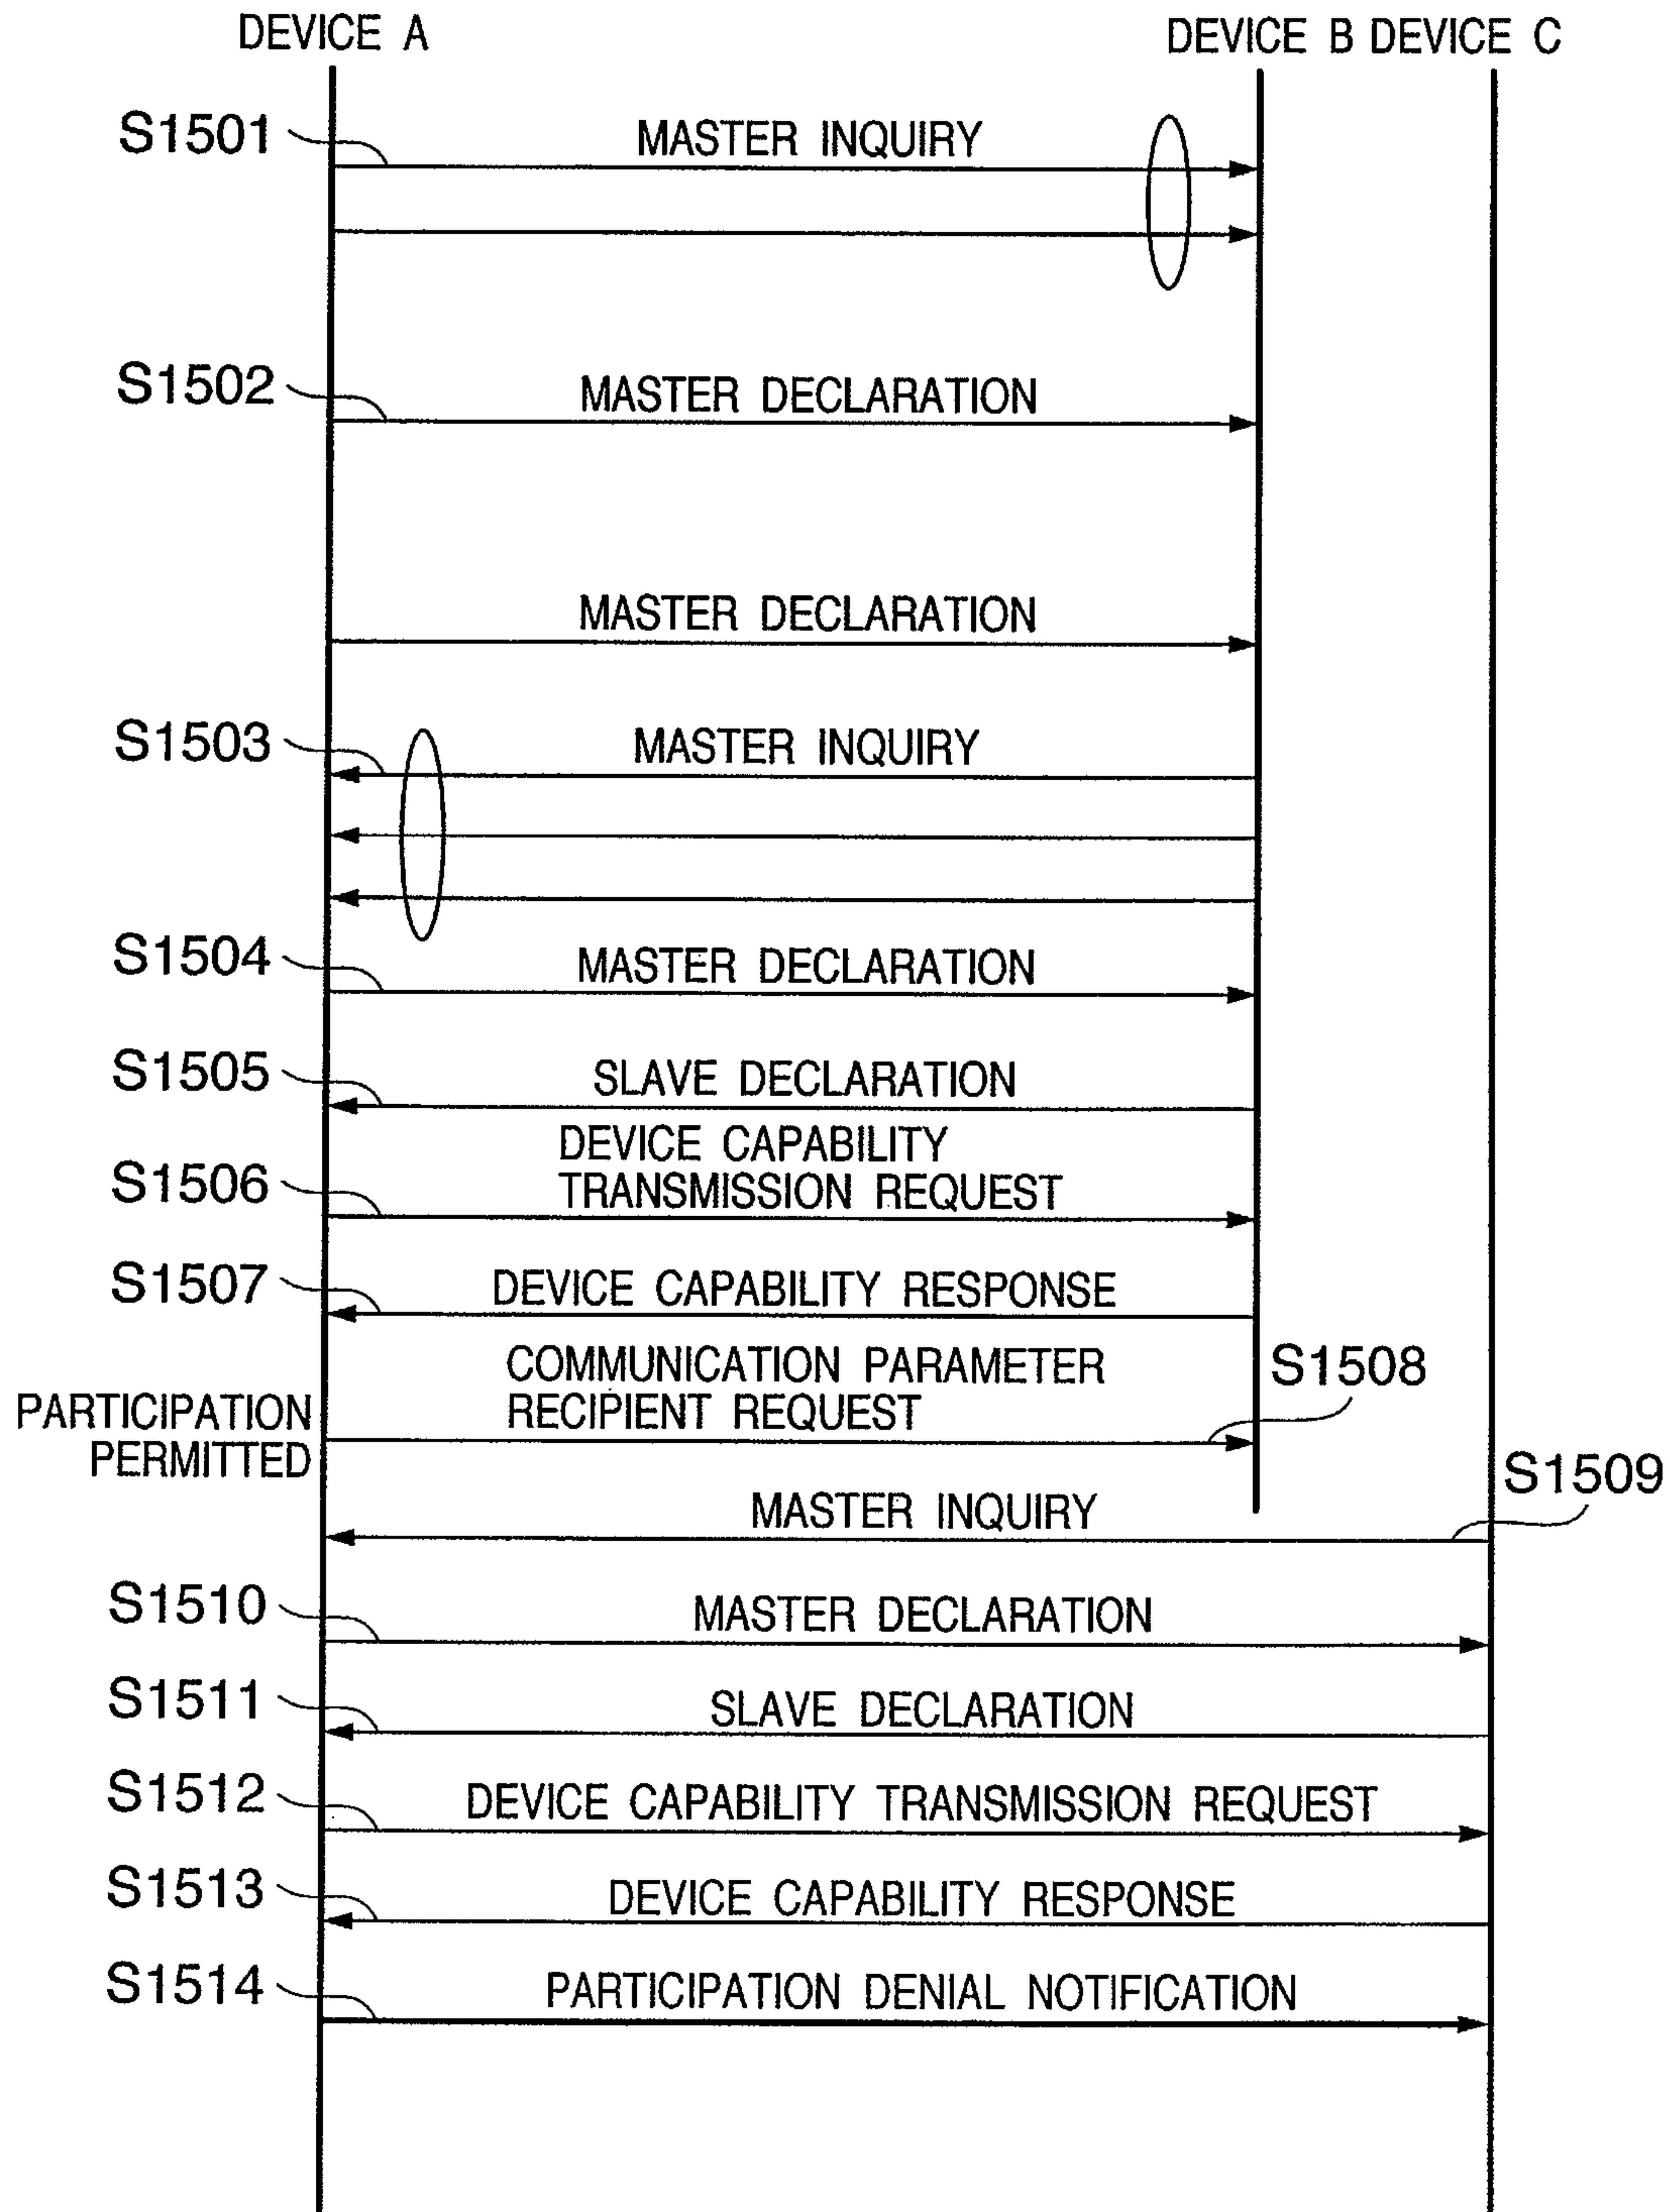 DEVICE A
DEVICE B
DEVICE C
S1501
MASTER INQUIRY
S1502
MASTER DECLARATION
MASTER DECLARATION
S1503
MASTER INQUIRY
S1504
MASTER DECLARATION
S1505
SLAVE DECLARATION
S1506
DEVICE CAPABILITY
TRANSMISSION REQUEST
S1507
DEVICE CAPABILITY RESPONSE
PARTICIPATION
PERMITTED
COMMUNICATION PARAMETER
RECIPIENT REQUEST
S1508
MASTER INQUIRY
S1509
S1510
MASTER DECLARATION
S1511
SLAVE DECLARATION
S1512
DEVICE CAPABILITY TRANSMISSION REQUEST
S1513
DEVICE CAPABILITY RESPONSE
S1514
PARTICIPATION DENIAL NOTIFICATION